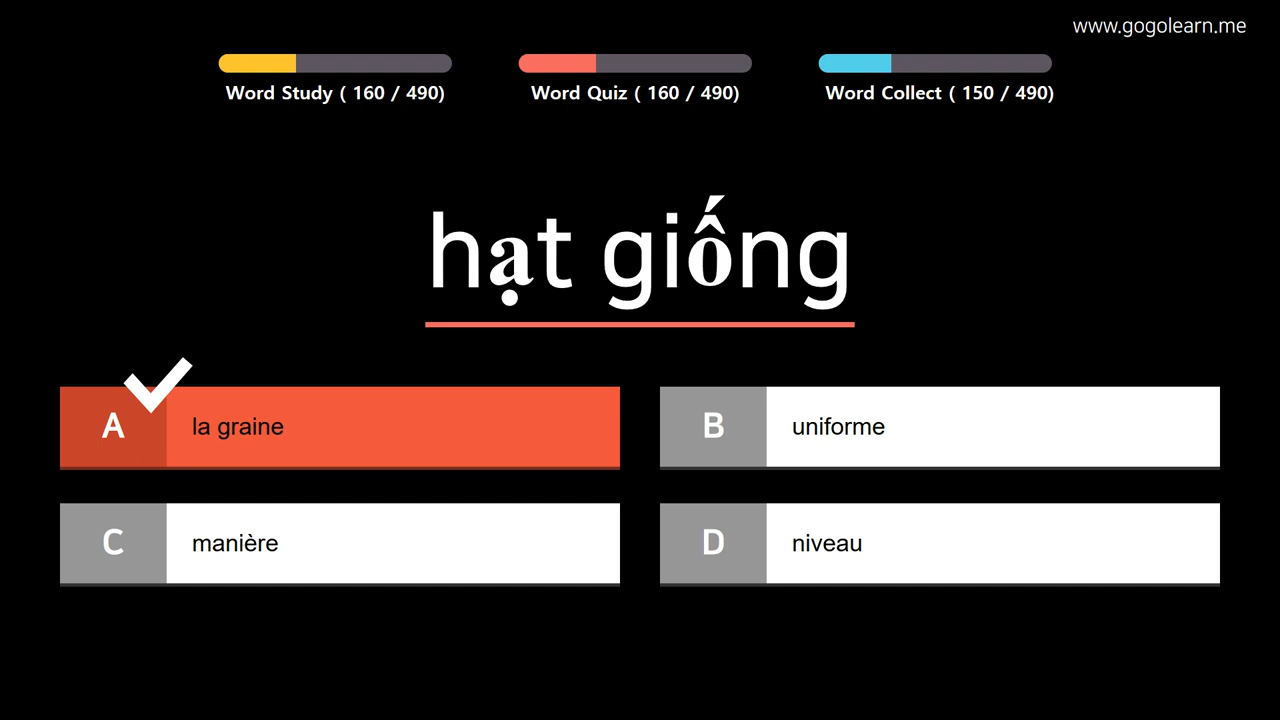 www.gogolearn.me
Word Study ( 160 / 490)
Word Quiz ( 160 / 490)
Word Collect ( 150 / 490)
hạt giống
A la graine
B uniforme
C manière
D niveau